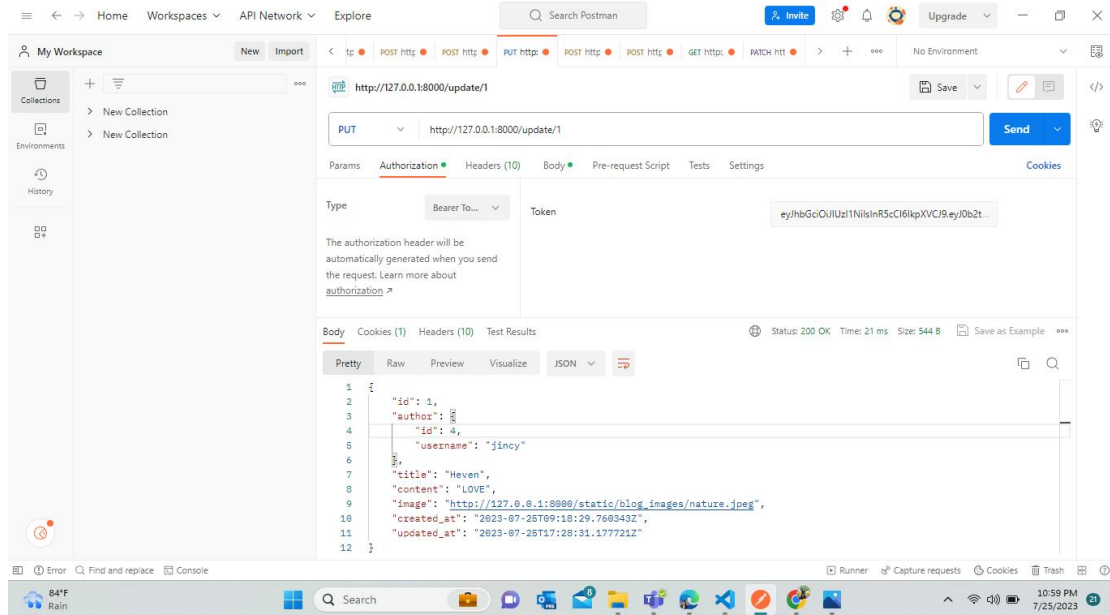 Home Workspaces API Network Explore Search Postman Invite Upgrade
My Workspace New Import POST http POST http PUT http: POST http POST http GET http: PATCH htt No Environment
Collections
Environments
History
New Collection
New Collection
HTTP http://127.0.0.1:8000/update/1 Save
PUT http://127.0.0.1:8000/update/1 Send
Params Authorization Headers (10) Body Pre-request Script Tests Settings Cookies
Type Bearer To...
The authorization header will be
automatically generated when you send
the request. Learn more about
authorization
Token
Body Cookies (1) Headers (10) Test Results Status: 200 OK Time: 21 ms Size: 544 B Save as Example
Pretty Raw Preview Visualize JSON
1 {
2 "id": 1,
3 "author": {
4 "id": 4,
5 "username": "jincy"
6 },
7 "title": "Heven",
8 "content": "LOVE",
9 "image": "http://127.0.0.1:8000/static/blog_images/nature.jpeg",
10 "created_at": "2023-07-25T09:18:29.760343Z",
11 "updated_at": "2023-07-25T17:28:31.177721Z"
12 }
Error Find and replace Console Runner Capture requests Cookies Trash
84°F
Rain
Search
10:59 PM
7/25/2023
21